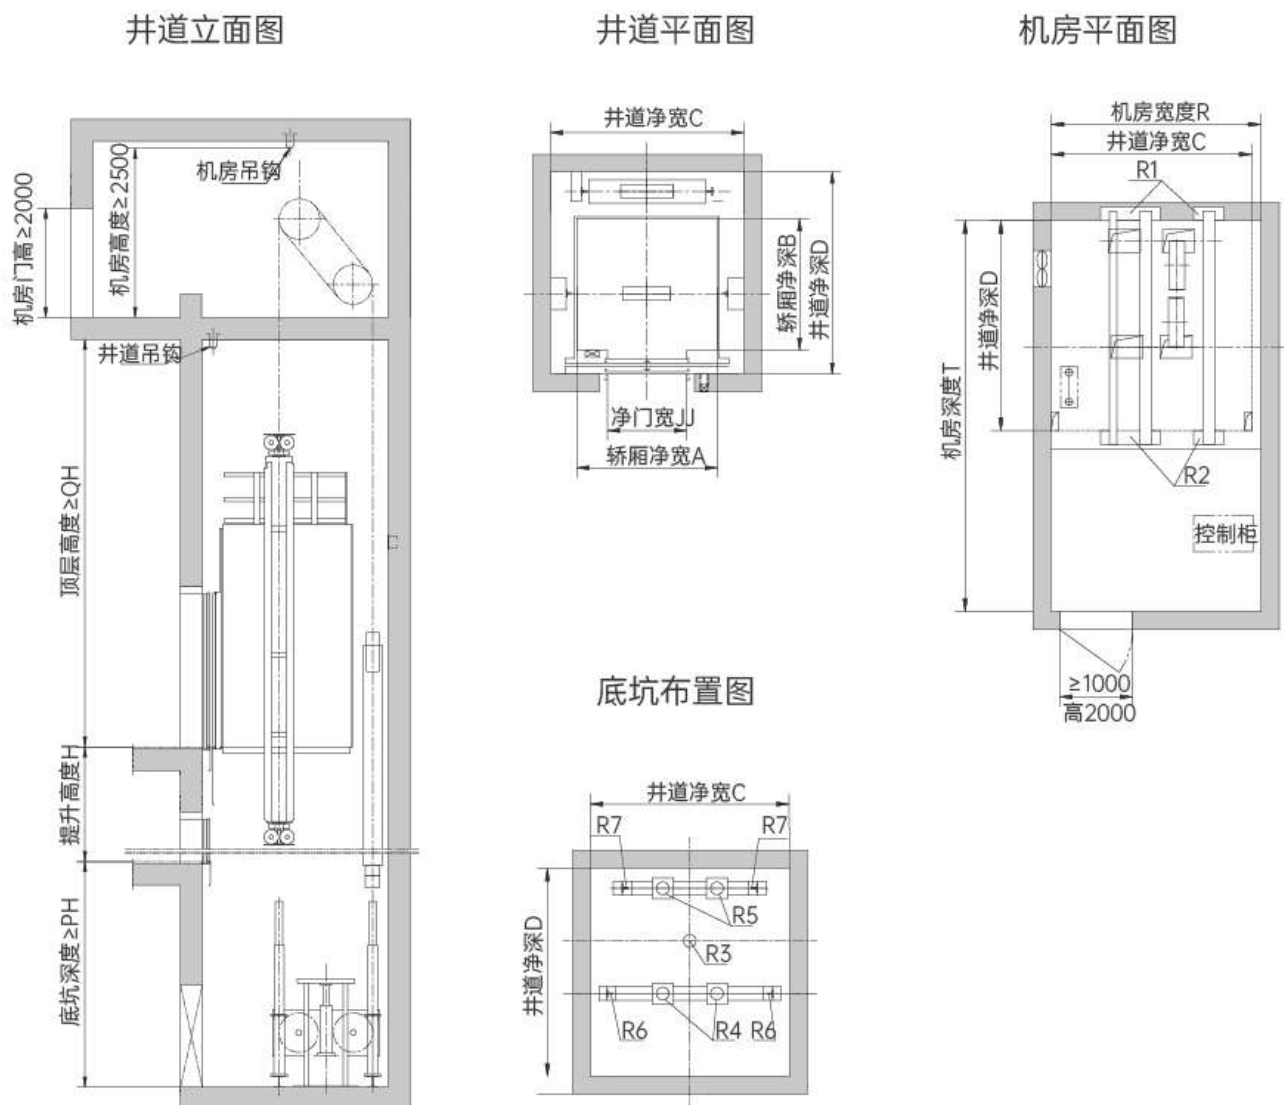 井道立面图
机房门高≥2000
机房高度≥2500
机房吊钩
井道吊钩
顶层高度≥QH
提升高度H
底坑深度≥PH
井道平面图
井道净宽C
轿厢净深B
井道净深D
净门宽JJ
轿厢净宽A
机房平面图
机房宽度R
井道净宽C
R1
井道净深D
机房深度T
R2
控制柜
≥1000
高2000
底坑布置图
井道净宽C
R7
R7
R5
井道净深D
R3
R6
R4
R6